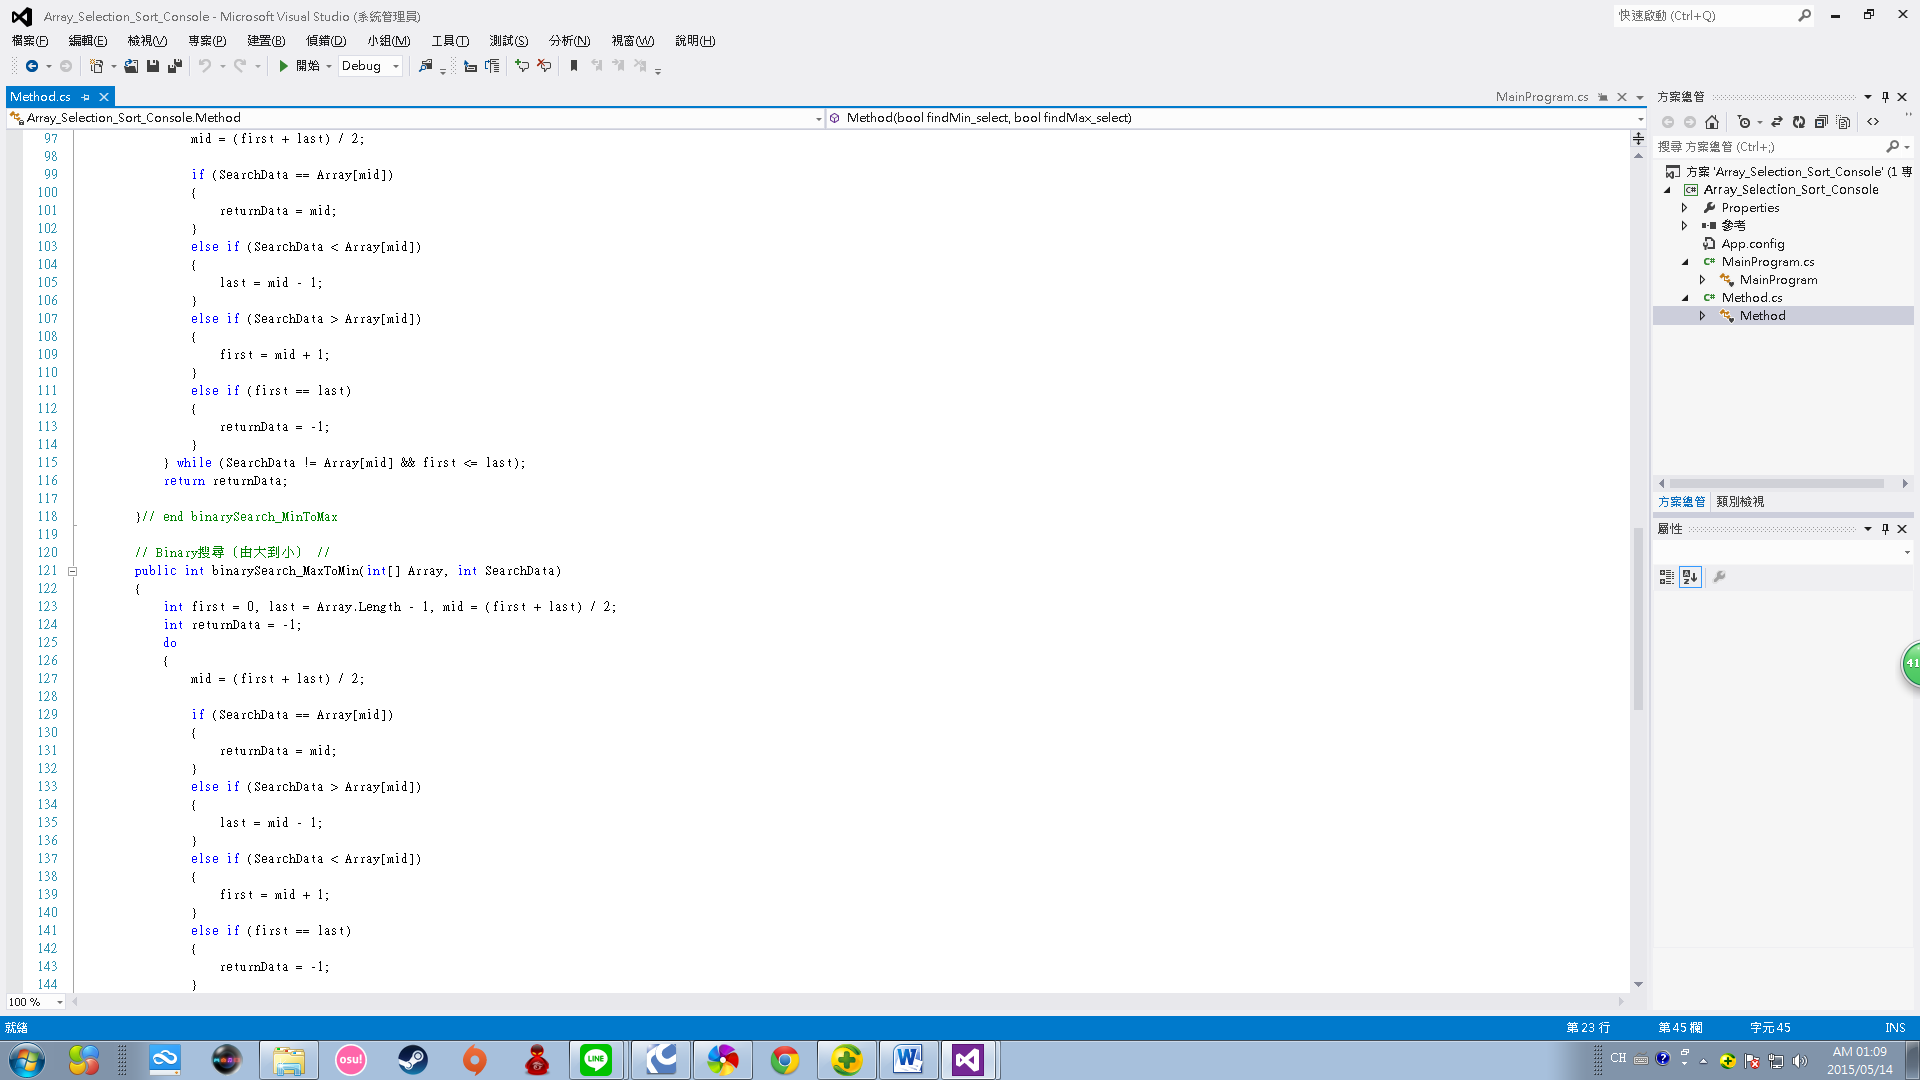 Array_Selection_Sort_Console - Microsoft Visual Studio (系統管理員)
快速啟動 (Ctrl+Q)
檔案(F) 編輯(E) 檢視(V) 專案(P) 建置(B) 偵錯(D) 小組(M) 工具(T) 測試(S) 分析(N) 視窗(W) 說明(H)
開始 Debug
Method.cs
MainProgram.cs
Array_Selection_Sort_Console.Method
Method(bool findMin_select, bool findMax_select)
97 mid = (first + last) / 2;
98
99 if (SearchData == Array[mid])
100 {
101 returnData = mid;
102 }
103 else if (SearchData < Array[mid])
104 {
105 last = mid - 1;
106 }
107 else if (SearchData > Array[mid])
108 {
109 first = mid + 1;
110 }
111 else if (first == last)
112 {
113 returnData = -1;
114 }
115 } while (SearchData != Array[mid] && first <= last);
116 return returnData;
117
118 }// end binarySearch_MinToMax
119
120 // Binary搜尋〔由大到小〕 //
121 public int binarySearch_MaxToMin(int[] Array, int SearchData)
122 {
123 int first = 0, last = Array.Length - 1, mid = (first + last) / 2;
124 int returnData = -1;
125 do
126 {
127 mid = (first + last) / 2;
128
129 if (SearchData == Array[mid])
130 {
131 returnData = mid;
132 }
133 else if (SearchData > Array[mid])
134 {
135 last = mid - 1;
136 }
137 else if (SearchData < Array[mid])
138 {
139 first = mid + 1;
140 }
141 else if (first == last)
142 {
143 returnData = -1;
144 }
100 %
方案總管
搜尋 方案總管 (Ctrl+;)
方案 'Array_Selection_Sort_Console' (1 專
C# Array_Selection_Sort_Console
Properties
參考
App.config
C# MainProgram.cs
MainProgram
C# Method.cs
Method
方案總管 類別檢視
屬性
41
就緒
第 23 行 第 45 欄 字元 45 INS
osu!
LINE
CH
AM 01:09
2015/05/14